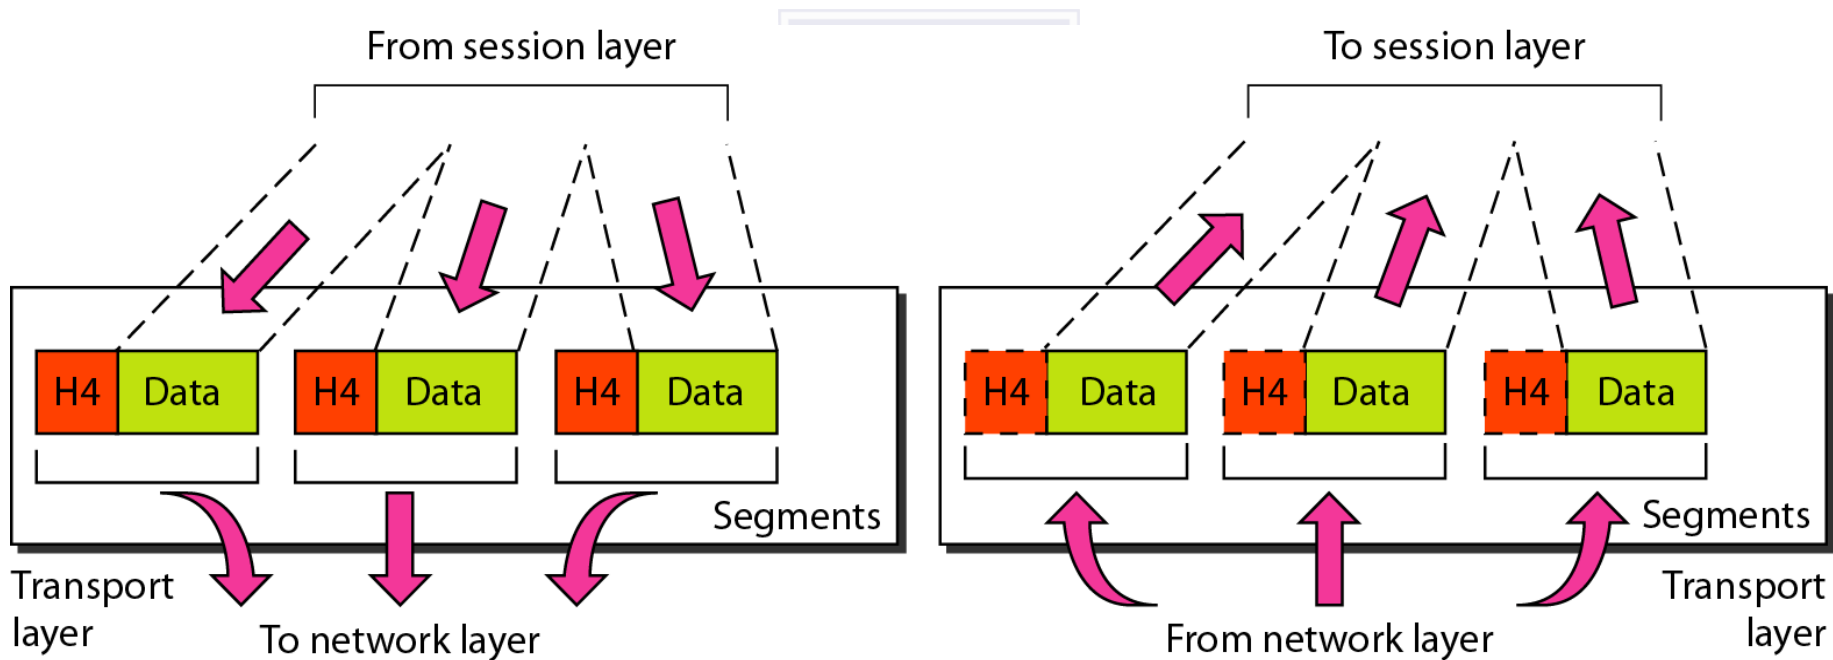 From session layer
H4 Data H4 Data H4 Data
Segments
Transport
layer
To network layer
To session layer
H4 Data H4 Data H4 Data
Segments
From network layer
Transport
layer